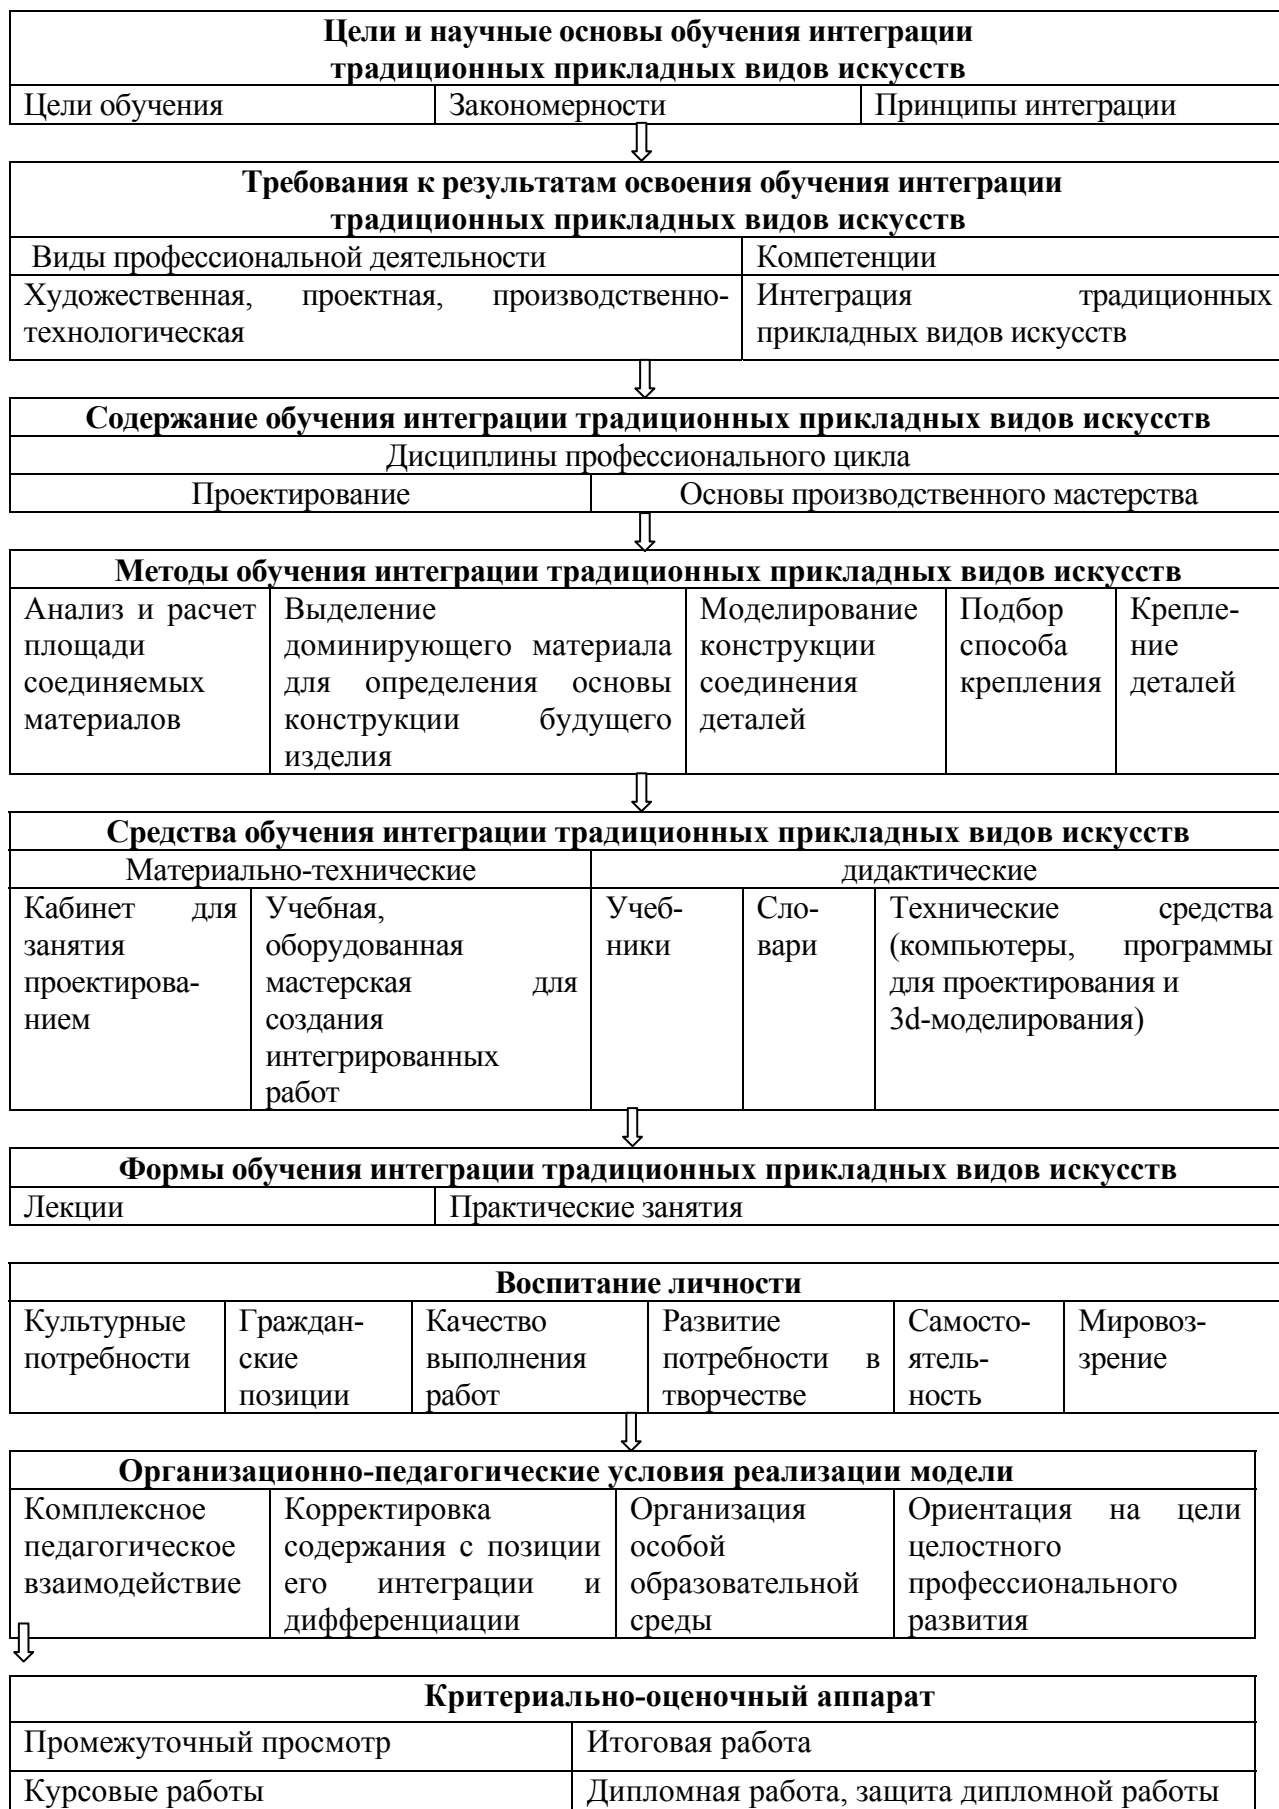 Цели и научные основы обучения интеграции
традиционных прикладных видов искусств
Цели обучения
Закономерности
Принципы интеграции
Требования к результатам освоения обучения интеграции
традиционных прикладных видов искусств
Виды профессиональной деятельности
Компетенции
Художественная, проектная, производственно-
технологическая
Интеграция традиционных
прикладных видов искусств
Содержание обучения интеграции традиционных прикладных видов искусств
Дисциплины профессионального цикла
Проектирование
Основы производственного мастерства
Методы обучения интеграции традиционных прикладных видов искусств
Анализ и расчет
площади
соединяемых
материалов
Выделение
доминирующего материала
для определения основы
конструкции будущего
изделия
Моделирование
конструкции
соединения
деталей
Подбор
способа
крепления
Крепле-
ние
деталей
Средства обучения интеграции традиционных прикладных видов искусств
Материально-технические
дидактические
Кабинет для
занятия
проектирова-
нием
Учебная,
оборудованная
мастерская для
создания
интегрированных
работ
Учеб-
ники
Сло-
вари
Технические средства
(компьютеры, программы
для проектирования и
3d-моделирования)
Формы обучения интеграции традиционных прикладных видов искусств
Лекции
Практические занятия
Воспитание личности
Культурные
потребности
Граждан-
ские
позиции
Качество
выполнения
работ
Развитие
потребности в
творчестве
Самосто-
ятель-
ность
Мировоз-
зрение
Организационно-педагогические условия реализации модели
Комплексное
педагогическое
взаимодействие
Корректировка
содержания с позиции
его интеграции и
дифференциации
Организация
особой
образовательной
среды
Ориентация на цели
целостного
профессионального
развития
Критериально-оценочный аппарат
Промежуточный просмотр
Итоговая работа
Курсовые работы
Дипломная работа, защита дипломной работы